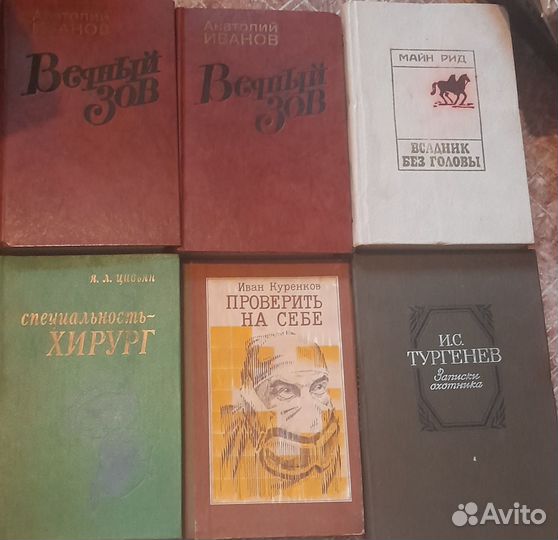 Анатолий
ИВАНОВ
Вечный
ЗОВ
Анатолий
ИВАНОВ
Вечный
ЗОВ
МАЙН РИД
ВСАДНИК
БЕЗ ГОЛОВЫ
Я. Л. ЦИВЬЯН
специальность-
ХИРУРГ
Иван Куренков
ПРОВЕРИТЬ
НА СЕБЕ
И.С.
ТУРГЕНЕВ
Записки
охотника
Avito